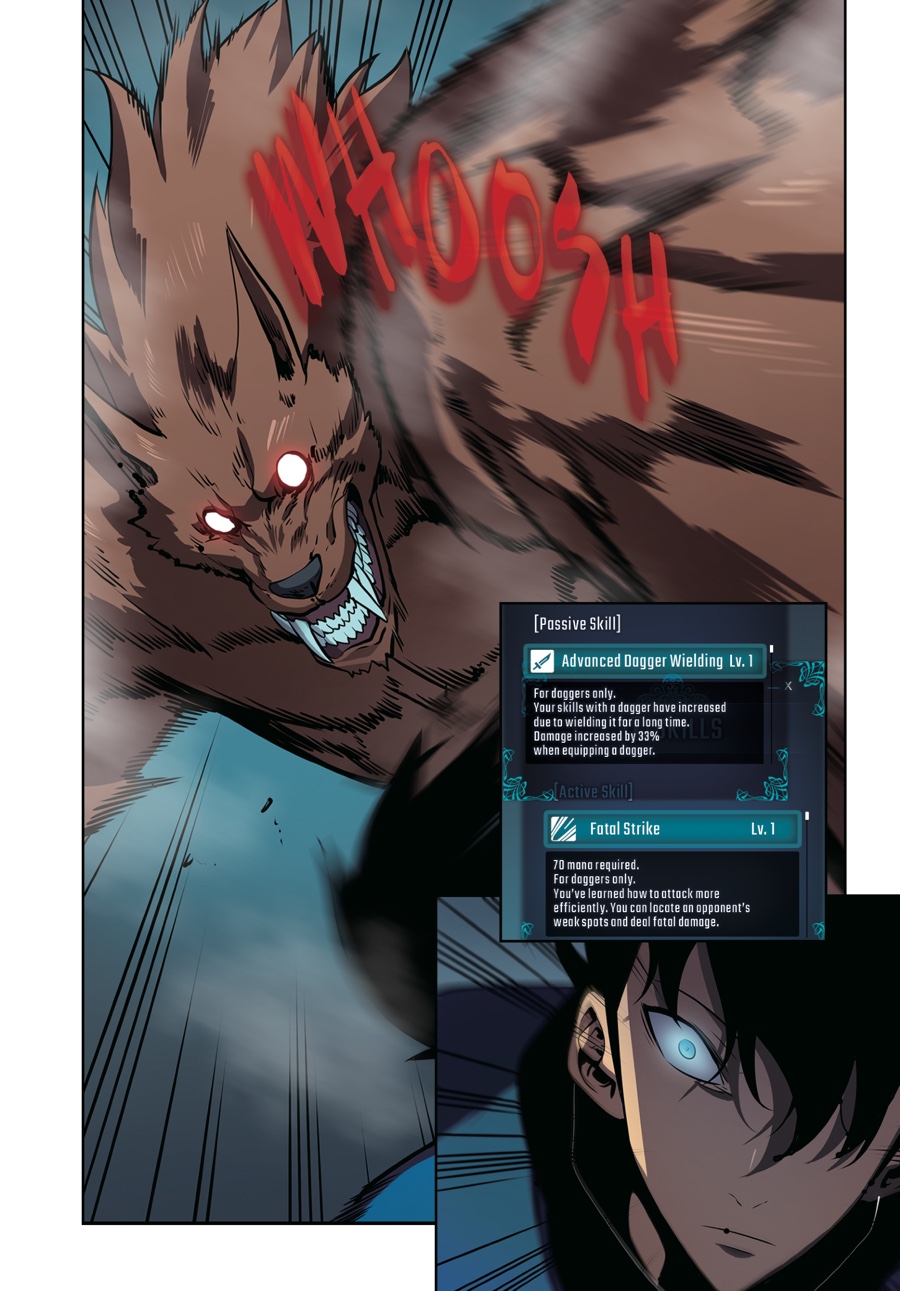 WHOOSH
[Passive Skill]
Advanced Dagger Wielding Lv. 1
X
For daggers only.
Your skills with a dagger have increased
due to wielding it for a long time.
Damage increased by 33%
when equipping a dagger.
SKILLS
[Active Skill]
Fatal Strike Lv. 1
70 mana required.
For daggers only.
You've learned how to attack more
efficiently. You can locate an opponent's
weak spots and deal fatal damage.